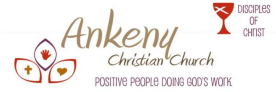 Ankeny
Christian Church
POSITIVE PEOPLE DOING GOD'S WORK
DISCIPLES
OF
CHRIST